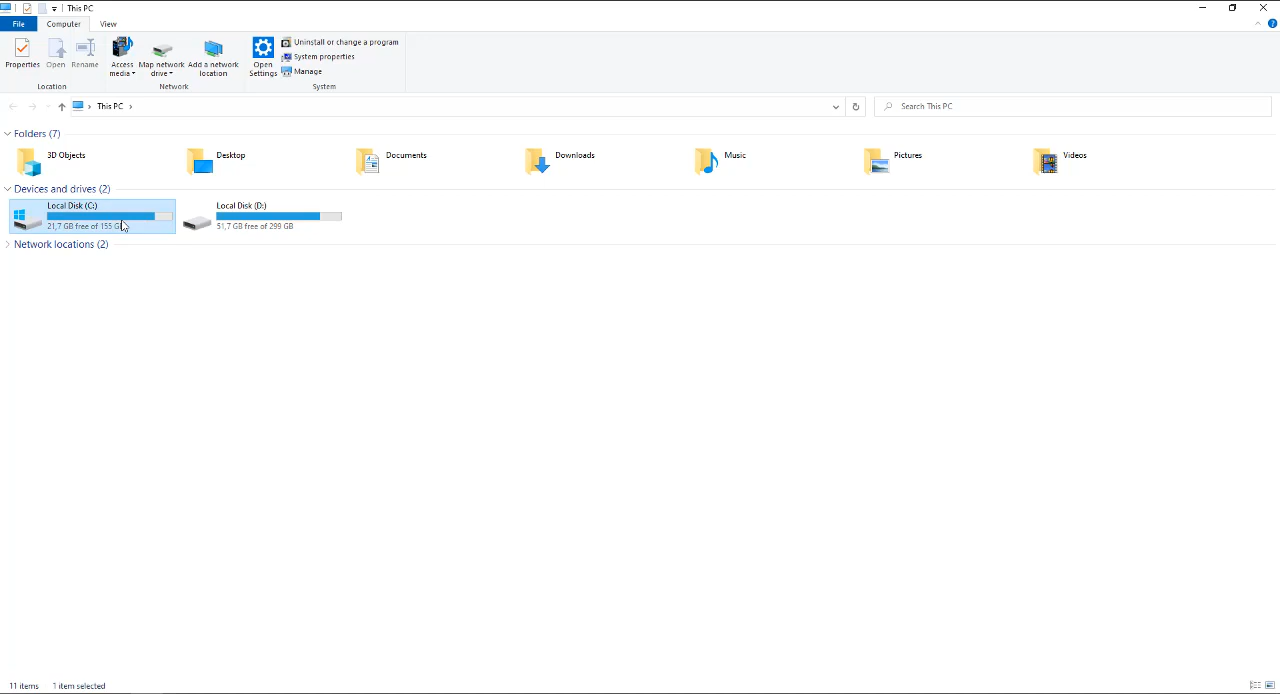 This PC
File Computer View
Properties Open Rename Access media Map network drive Add a network location Open Settings Uninstall or change a program
System properties
Manage
Location Network System
This PC
Search This PC
Folders (7)
3D Objects Desktop Documents Downloads Music Pictures Videos
Devices and drives (2)
Local Disk (C:) Local Disk (D:)
21,7 GB free of 155 GB 51,7 GB free of 299 GB
Network locations (2)
11 items 1 item selected